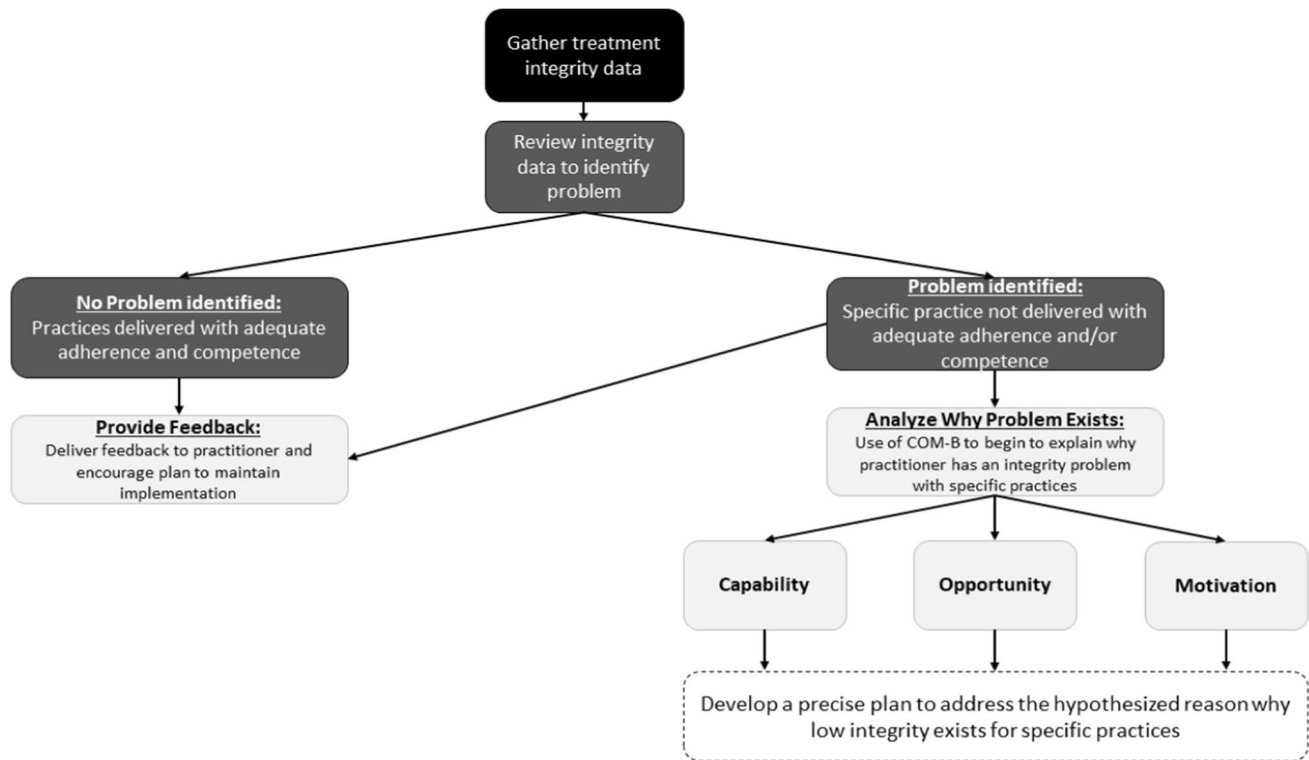 Gather treatment
integrity data
Review integrity
data to identify
problem
No Problem identified:
Practices delivered with adequate
adherence and competence
Problem identified:
Specific practice not delivered with
adequate adherence and/or
competence
Provide Feedback:
Deliver feedback to practitioner and
encourage plan to maintain
implementation
Analyze Why Problem Exists:
Use of COM-B to begin to explain why
practitioner has an integrity problem
with specific practices
Capability
Opportunity
Motivation
Develop a precise plan to address the hypothesized reason why
low integrity exists for specific practices